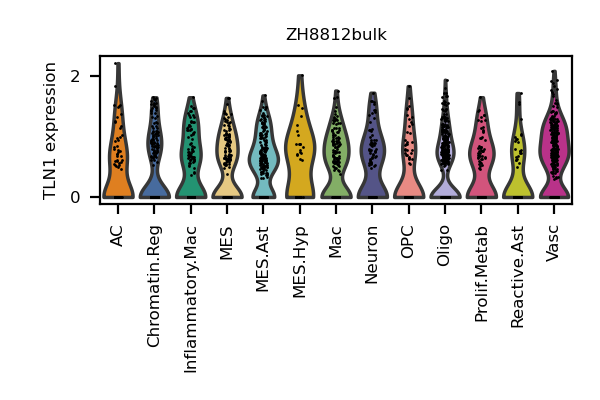 ZH8812bulk
TLN1 expression
2
0
AC
Chromatin.Reg
Inflammatory.Mac
MES
MES.Ast
MES.Hyp
Mac
Neuron
OPC
Oligo
Prolif.Metab
Reactive.Ast
Vasc